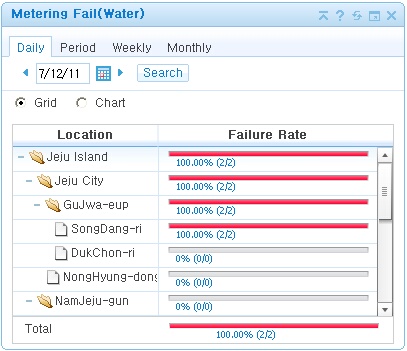 Metering Fail(Water)
Daily Period Weekly Monthly
7/12/11 Search
Grid Chart
Location Failure Rate
Jeju Island 100.00% (2/2)
Jeju City 100.00% (2/2)
GuJwa-eup 100.00% (2/2)
SongDang-ri 100.00% (2/2)
DukChon-ri 0% (0/0)
NongHyung-dong 0% (0/0)
NamJeju-gun 0% (0/0)
Total 100.00% (2/2)